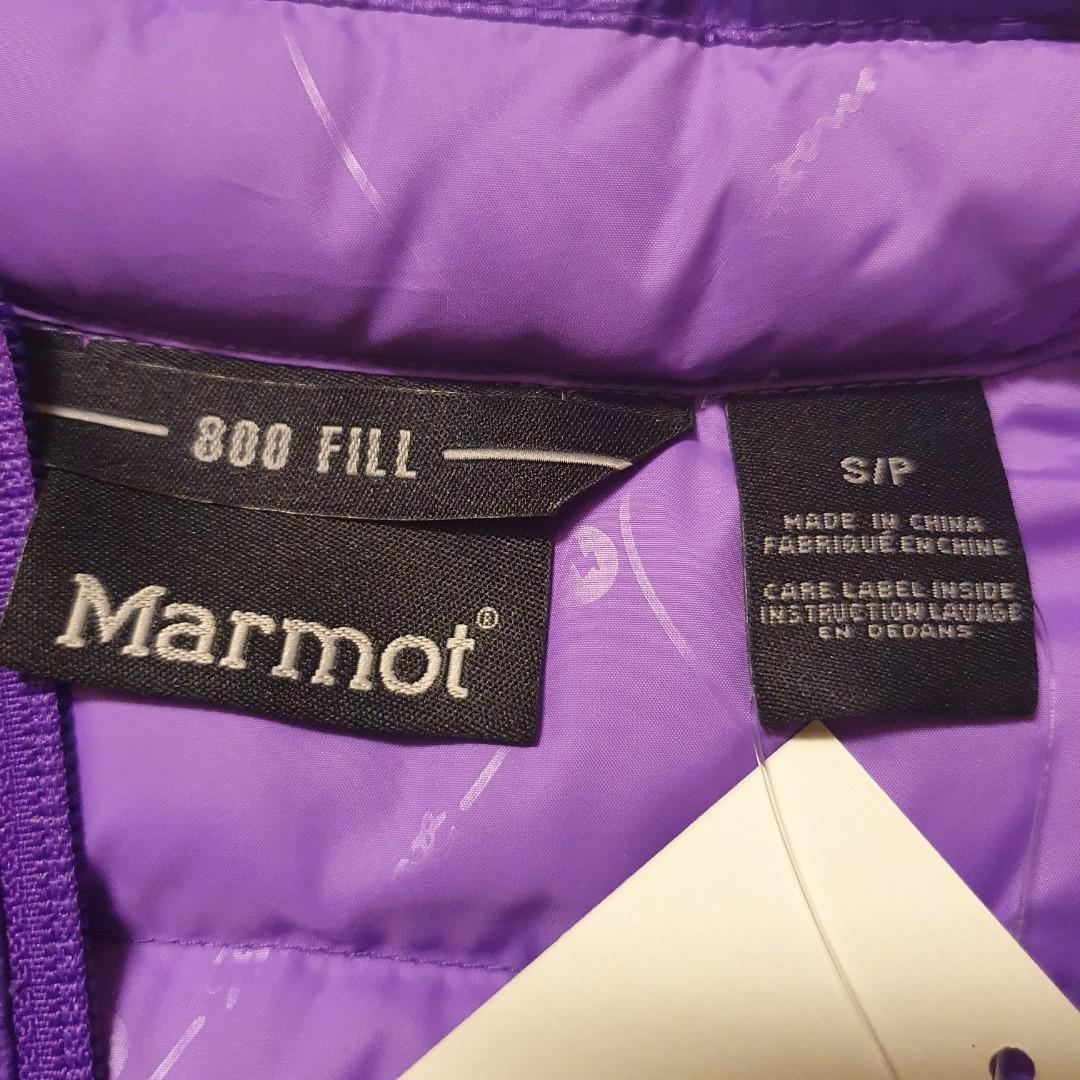 800 FILL
Marmot®
S/P
MADE IN CHINA
FABRIQUÉ EN CHINE
CARE LABEL INSIDE
INSTRUCTION LAVAGE
EN DEDANS